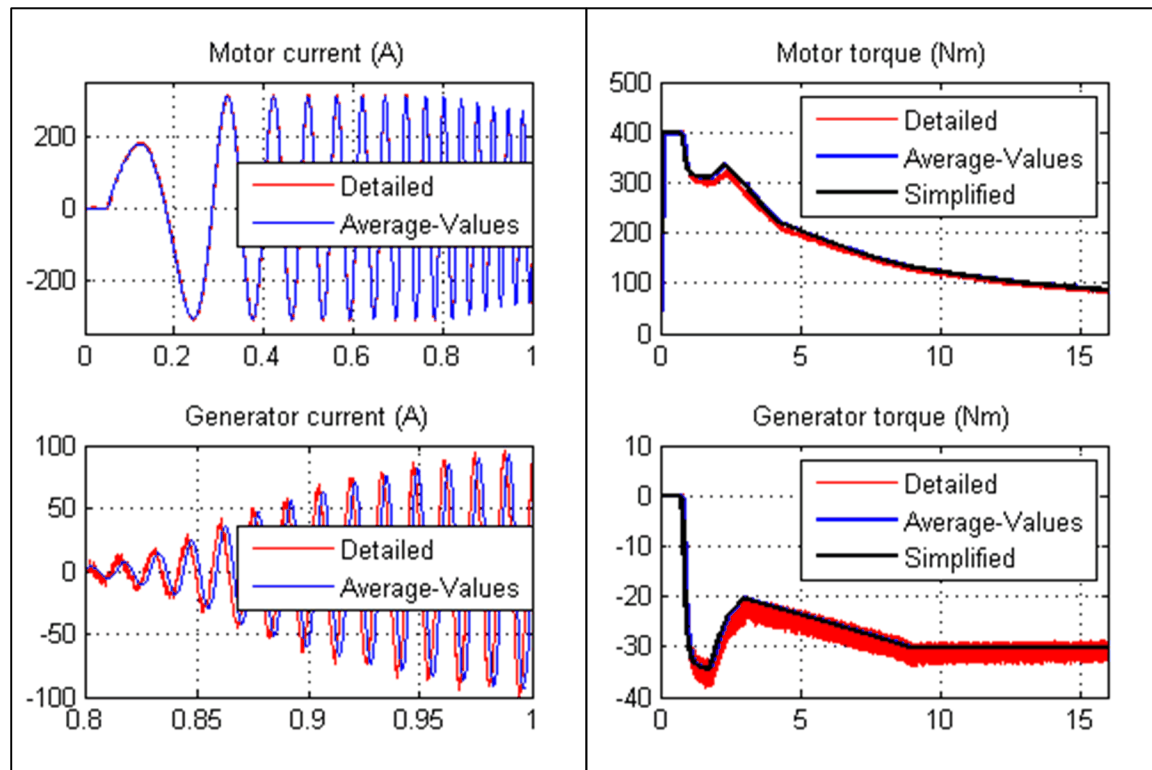 Motor current (A)
200
0
-200
Detailed
Average-Values
0 0.2 0.4 0.6 0.8 1
Motor torque (Nm)
500
400
300
200
100
0
Detailed
Average-Values
Simplified
0 5 10 15
Generator current (A)
100
50
0
-50
-100
Detailed
Average-Values
0.8 0.85 0.9 0.95 1
Generator torque (Nm)
10
0
-10
-20
-30
-40
Detailed
Average-Values
Simplified
0 5 10 15